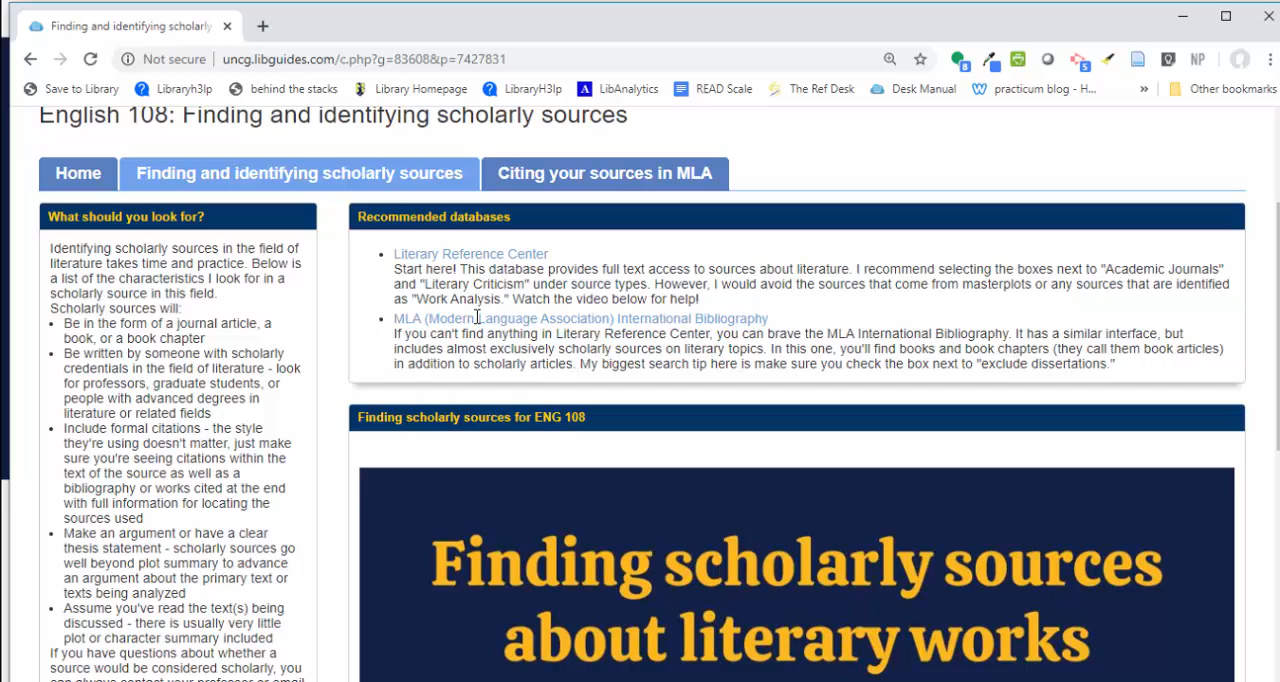 Finding and identifying scholarly
Not secure
uncg.libguides.com/c.php?g=83608&p=7427831
8
5
NP
Save to Library
Libraryh3lp
behind the stacks
Library Homepage
LibraryH3lp
LibAnalytics
READ Scale
The Ref Desk
Desk Manual
practicum blog - H...
»
Other bookmarks
English 108: Finding and identifying scholarly sources
Home
Finding and identifying scholarly sources
Citing your sources in MLA
What should you look for?
Identifying scholarly sources in the field of
literature takes time and practice. Below is
a list of the characteristics I look for in a
scholarly source in this field.
Scholarly sources will:
Be in the form of a journal article, a
book, or a book chapter
Be written by someone with scholarly
credentials in the field of literature - look
for professors, graduate students, or
people with advanced degrees in
literature or related fields
Include formal citations - the style
they're using doesn't matter, just make
sure you're seeing citations within the
text of the source as well as a
bibliography or works cited at the end
with full information for locating the
sources used
Make an argument or have a clear
thesis statement - scholarly sources go
well beyond plot summary to advance
an argument about the primary text or
texts being analyzed
Assume you've read the text(s) being
discussed - there is usually very little
plot or character summary included
If you have questions about whether a
source would be considered scholarly, you
can always contact your professor or email
Recommended databases
Literary Reference Center
Start here! This database provides full text access to sources about literature. I recommend selecting the boxes next to "Academic Journals"
and "Literary Criticism" under source types. However, I would avoid the sources that come from masterplots or any sources that are identified
as "Work Analysis." Watch the video below for help!
MLA (Modern Language Association) International Bibliography
If you can't find anything in Literary Reference Center, you can brave the MLA International Bibliography. It has a similar interface, but
includes almost exclusively scholarly sources on literary topics. In this one, you'll find books and book chapters (they call them book articles)
in addition to scholarly articles. My biggest search tip here is make sure you check the box next to "exclude dissertations."
Finding scholarly sources for ENG 108
Finding scholarly sources
about literary works